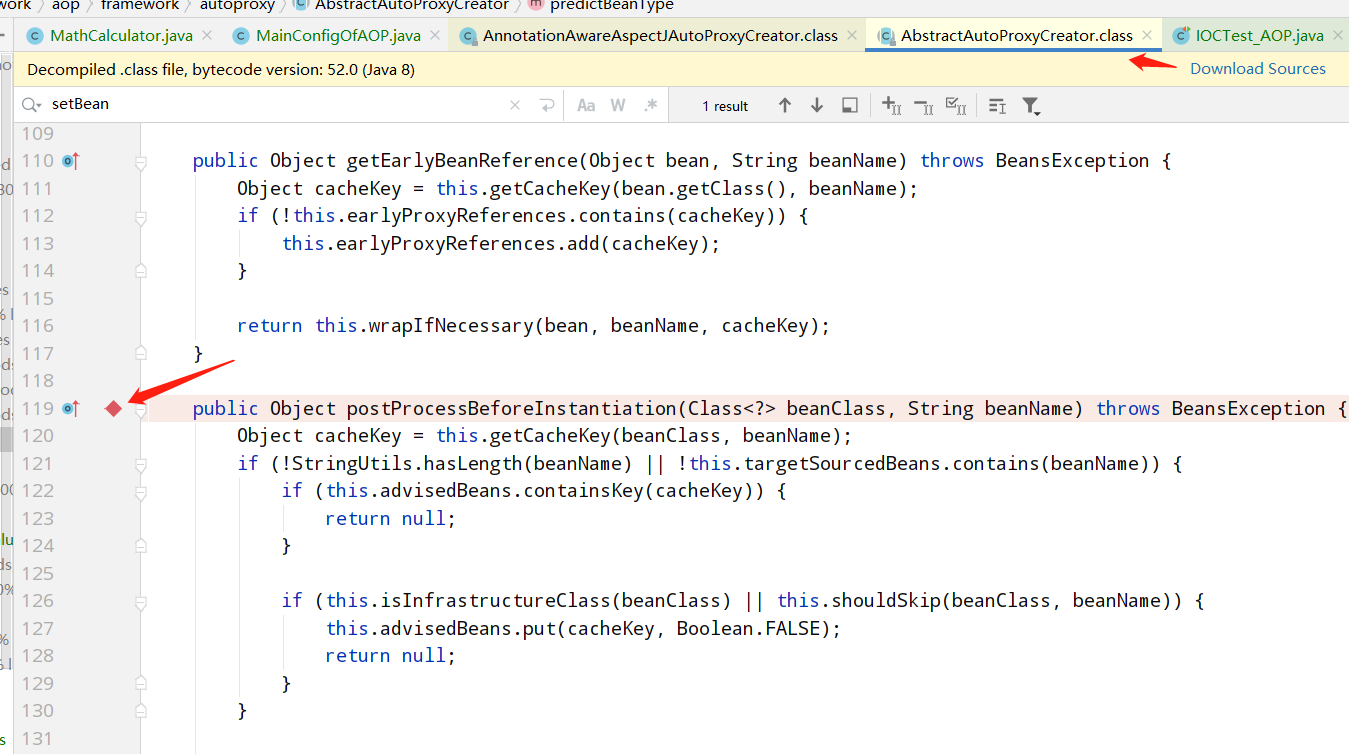 work aop framework autoproxy AbstractAutoProxyCreator predictBeanType
MathCalculator.java MainConfigOfAOP.java AnnotationAwareAspectJAutoProxyCreator.class AbstractAutoProxyCreator.class IOCTest_AOP.java
Decompiled .class file, bytecode version: 52.0 (Java 8) Download Sources
setBean Aa W .* 1 result
109
110 public Object getEarlyBeanReference(Object bean, String beanName) throws BeansException {
111 Object cacheKey = this.getCacheKey(bean.getClass(), beanName);
112 if (!this.earlyProxyReferences.contains(cacheKey)) {
113 this.earlyProxyReferences.add(cacheKey);
114 }
115
116 return this.wrapIfNecessary(bean, beanName, cacheKey);
117 }
118
119 public Object postProcessBeforeInstantiation(Class<?> beanClass, String beanName) throws BeansException {
120 Object cacheKey = this.getCacheKey(beanClass, beanName);
121 if (!StringUtils.hasLength(beanName) || !this.targetSourcedBeans.contains(beanName)) {
122 if (this.advisedBeans.containsKey(cacheKey)) {
123 return null;
124 }
125
126 if (this.isInfrastructureClass(beanClass) || this.shouldSkip(beanClass, beanName)) {
127 this.advisedBeans.put(cacheKey, Boolean.FALSE);
128 return null;
129 }
130 }
131